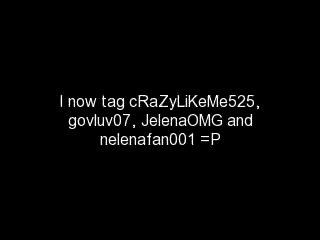 I now tag cRaZyLiKeMe525,
govluv07, JelenaOMG and
nelenafan001 =P